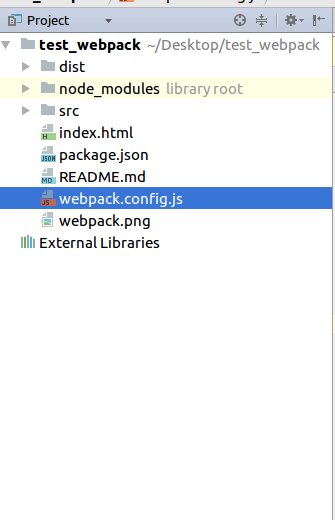 Project
test_webpack ~/Desktop/test_webpack
dist
node_modules library root
src
index.html
package.json
README.md
webpack.config.js
webpack.png
External Libraries